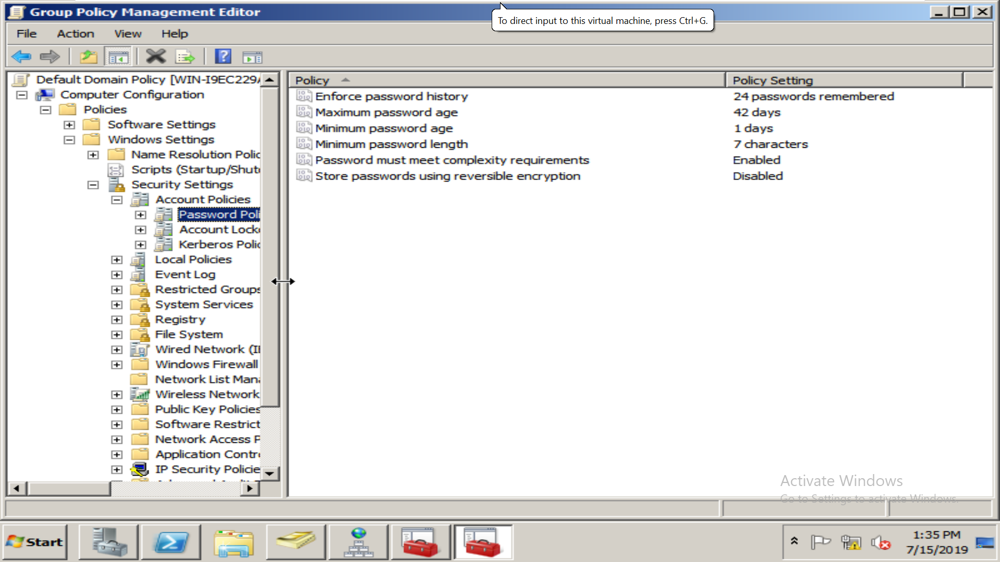 Group Policy Management Editor
To direct input to this virtual machine, press Ctrl+G.
File Action View Help
Default Domain Policy [WIN-I9EC229A
Computer Configuration
Policies
Software Settings
Windows Settings
Name Resolution Polic
Scripts (Startup/Shut
Security Settings
Account Policies
Password Poli
Account Lock
Kerberos Polic
Local Policies
Event Log
Restricted Groups
System Services
Registry
File System
Wired Network (I
Windows Firewall
Network List Man
Wireless Network
Public Key Policies
Software Restrict
Network Access P
Application Contr
IP Security Policie
Policy Policy Setting
Enforce password history 24 passwords remembered
Maximum password age 42 days
Minimum password age 1 days
Minimum password length 7 characters
Password must meet complexity requirements Enabled
Store passwords using reversible encryption Disabled
Activate Windows
Go to Settings to activate Windows.
Start
1:35 PM
7/15/2019